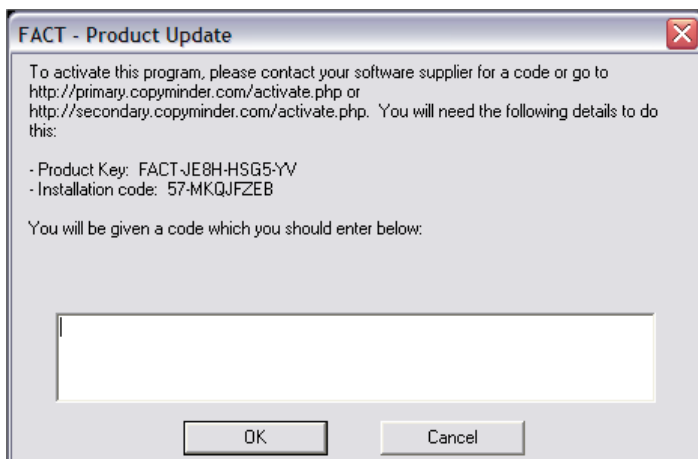 FACT - Product Update
To activate this program, please contact your software supplier for a code or go to
http://primary.copyminder.com/activate.php or
http://secondary.copyminder.com/activate.php.  You will need the following details to do
this:
- Product Key:  FACT-JE8H-HSG5-YV
- Installation code:  57-MKQJFZEB
You will be given a code which you should enter below:
OK
Cancel